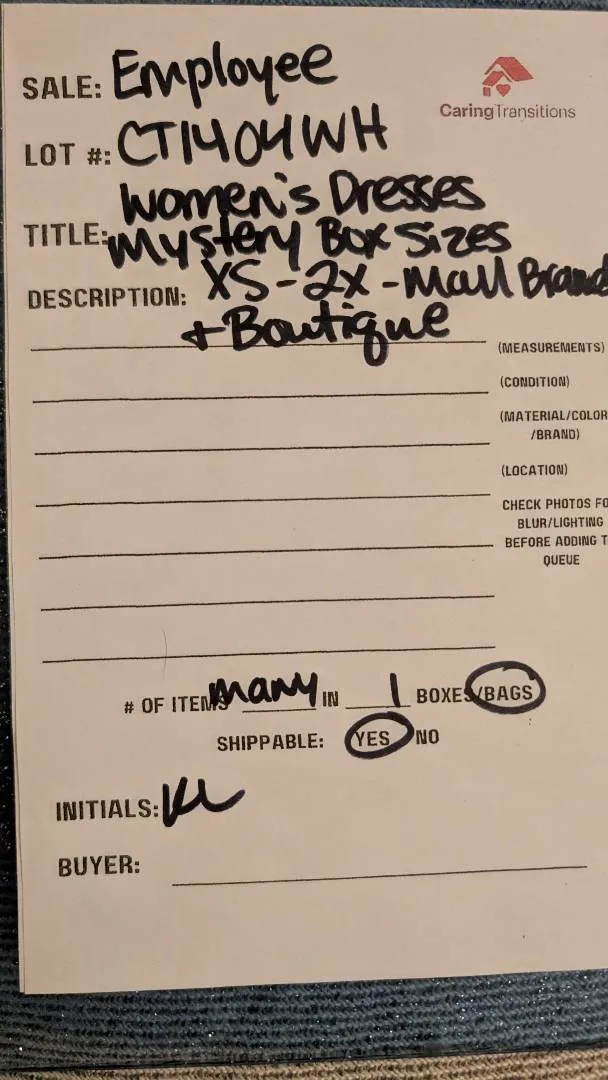 SALE: Employee
CaringTransitions
LOT #: CT1404WH
Women's Dresses
TITLE: Mystery Box Sizes
DESCRIPTION: XS-2X-Mall Brand
+ Boutique
(MEASUREMENTS)
(CONDITION)
(MATERIAL/COLOR
/BRAND)
(LOCATION)
CHECK PHOTOS FO
BLUR/LIGHTING
BEFORE ADDING T
QUEUE
# OF ITEMS many IN 1 BOXES/BAGS
SHIPPABLE: YES NO
INITIALS: KL
BUYER: